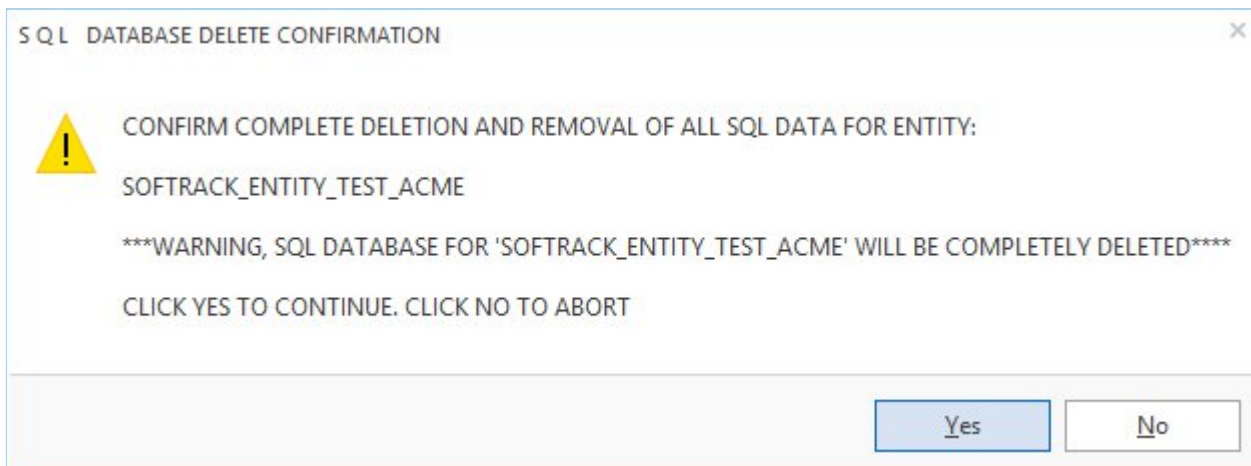 S Q L DATABASE DELETE CONFIRMATION
CONFIRM COMPLETE DELETION AND REMOVAL OF ALL SQL DATA FOR ENTITY:
SOFTRACK_ENTITY_TEST_ACME
***WARNING, SQL DATABASE FOR 'SOFTRACK_ENTITY_TEST_ACME' WILL BE COMPLETELY DELETED****
CLICK YES TO CONTINUE. CLICK NO TO ABORT
Yes No